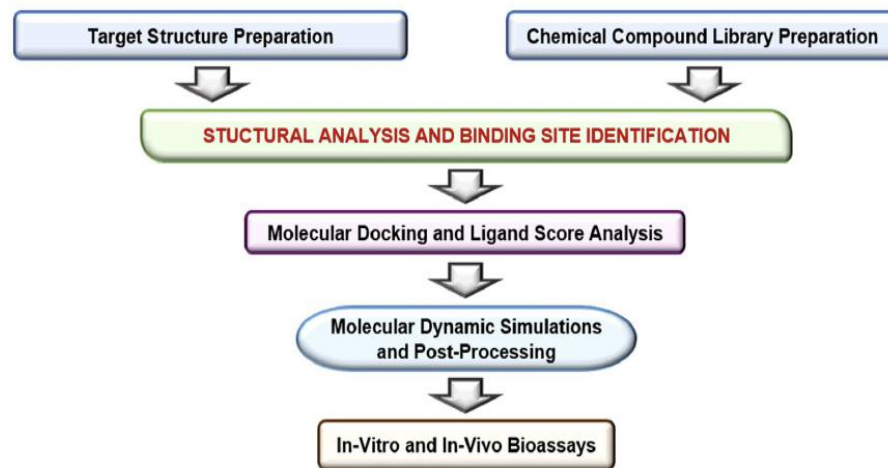 Target Structure Preparation
Chemical Compound Library Preparation
STUCTURAL ANALYSIS AND BINDING SITE IDENTIFICATION
Molecular Docking and Ligand Score Analysis
Molecular Dynamic Simulations
and Post-Processing
In-Vitro and In-Vivo Bioassays